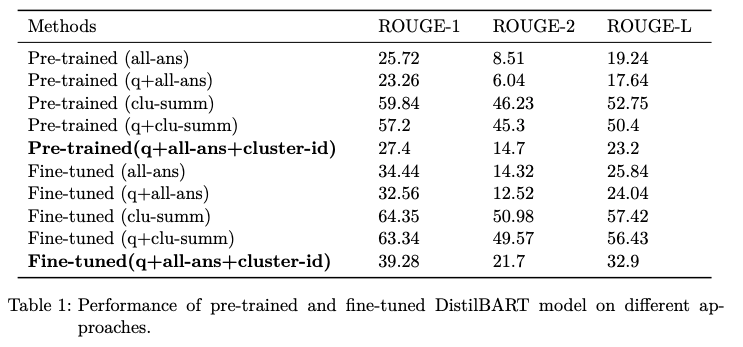 Methods ROUGE-1 ROUGE-2 ROUGE-L
Pre-trained (all-ans) 25.72 8.51 19.24
Pre-trained (q+all-ans) 23.26 6.04 17.64
Pre-trained (clu-summ) 59.84 46.23 52.75
Pre-trained (q+clu-summ) 57.2 45.3 50.4
Pre-trained(q+all-ans+cluster-id) 27.4 14.7 23.2
Fine-tuned (all-ans) 34.44 14.32 25.84
Fine-tuned (q+all-ans) 32.56 12.52 24.04
Fine-tuned (clu-summ) 64.35 50.98 57.42
Fine-tuned (q+clu-summ) 63.34 49.57 56.43
Fine-tuned(q+all-ans+cluster-id) 39.28 21.7 32.9
Table 1: Performance of pre-trained and fine-tuned DistilBART model on different ap-
proaches.